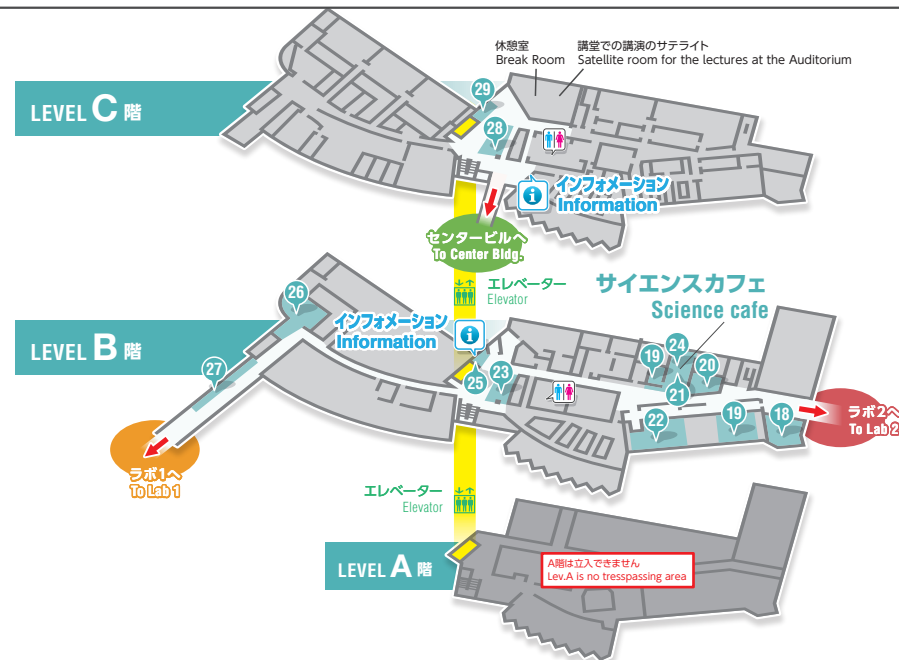 休憩室
Break Room
講堂での講演のサテライト
Satellite room for the lectures at the Auditorium
LEVEL C 階
29
28
i
インフォメーション
Information
センタービルへ
To Center Bldg.
エレベーター
Elevator
サイエンスカフェ
Science cafe
LEVEL B 階
26
インフォメーション
Information
i
27
25
23
19
24
20
21
22
19
18
ラボ2へ
To Lab 2
ラボ1へ
To Lab 1
エレベーター
Elevator
LEVEL A 階
A階は立入できません
Lev.A is no tresspassing area